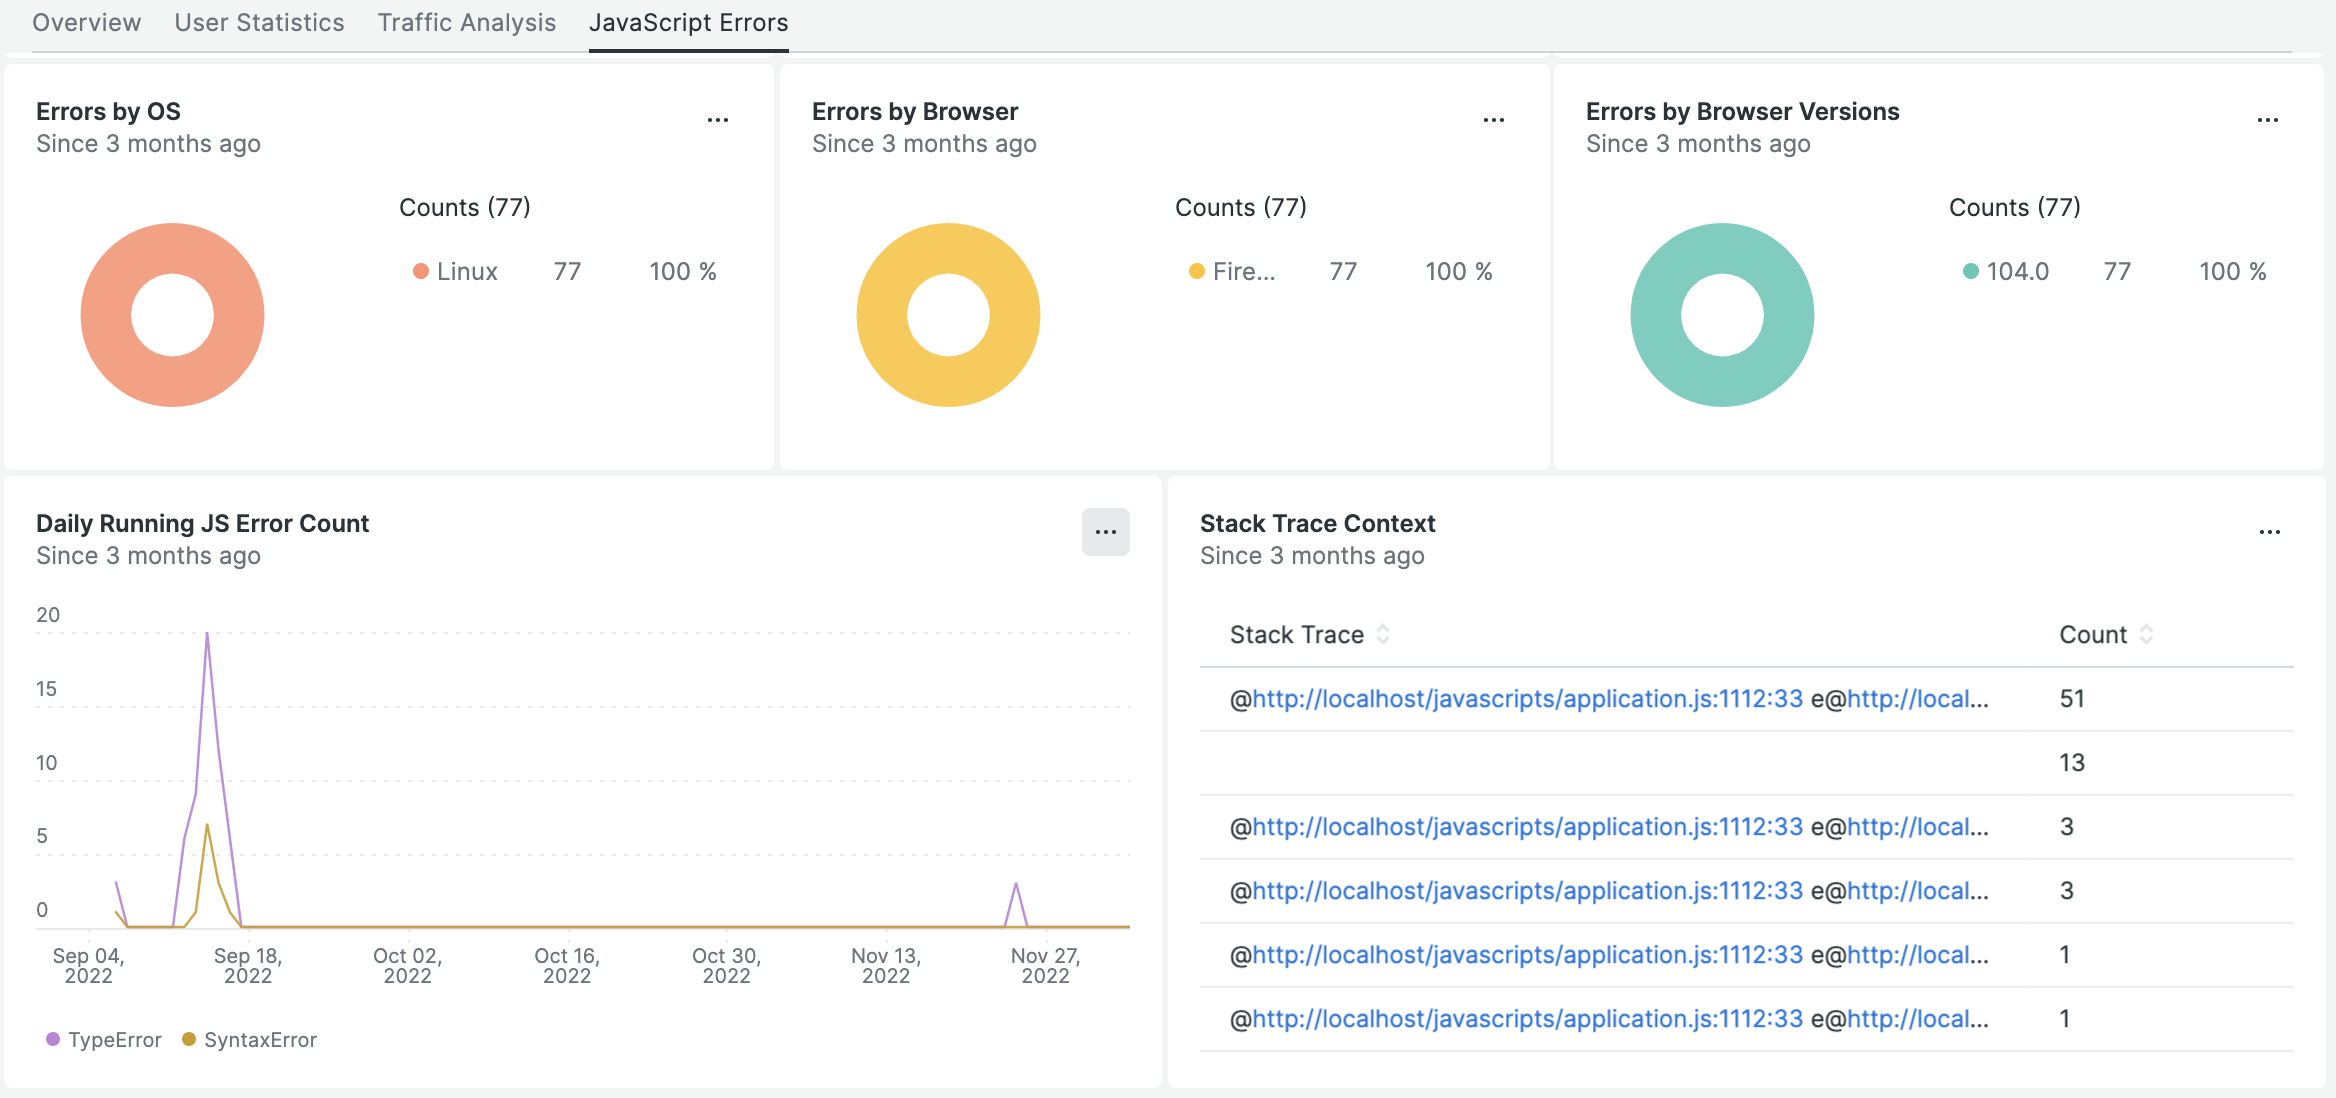 Overview User Statistics Traffic Analysis JavaScript Errors
Errors by OS
Since 3 months ago
...
Counts (77)
Linux 77 100 %
Errors by Browser
Since 3 months ago
...
Counts (77)
Fire... 77 100 %
Errors by Browser Versions
Since 3 months ago
...
Counts (77)
104.0 77 100 %
Daily Running JS Error Count
Since 3 months ago
...
20
15
10
5
0
Sep 04, Sep 18, Oct 02, Oct 16, Oct 30, Nov 13, Nov 27,
2022 2022 2022 2022 2022 2022 2022
TypeError SyntaxError
Stack Trace Context
Since 3 months ago
...
Stack Trace Count
@http://localhost/javascripts/application.js:1112:33 e@http://local... 51
13
@http://localhost/javascripts/application.js:1112:33 e@http://local... 3
@http://localhost/javascripts/application.js:1112:33 e@http://local... 3
@http://localhost/javascripts/application.js:1112:33 e@http://local... 1
@http://localhost/javascripts/application.js:1112:33 e@http://local... 1